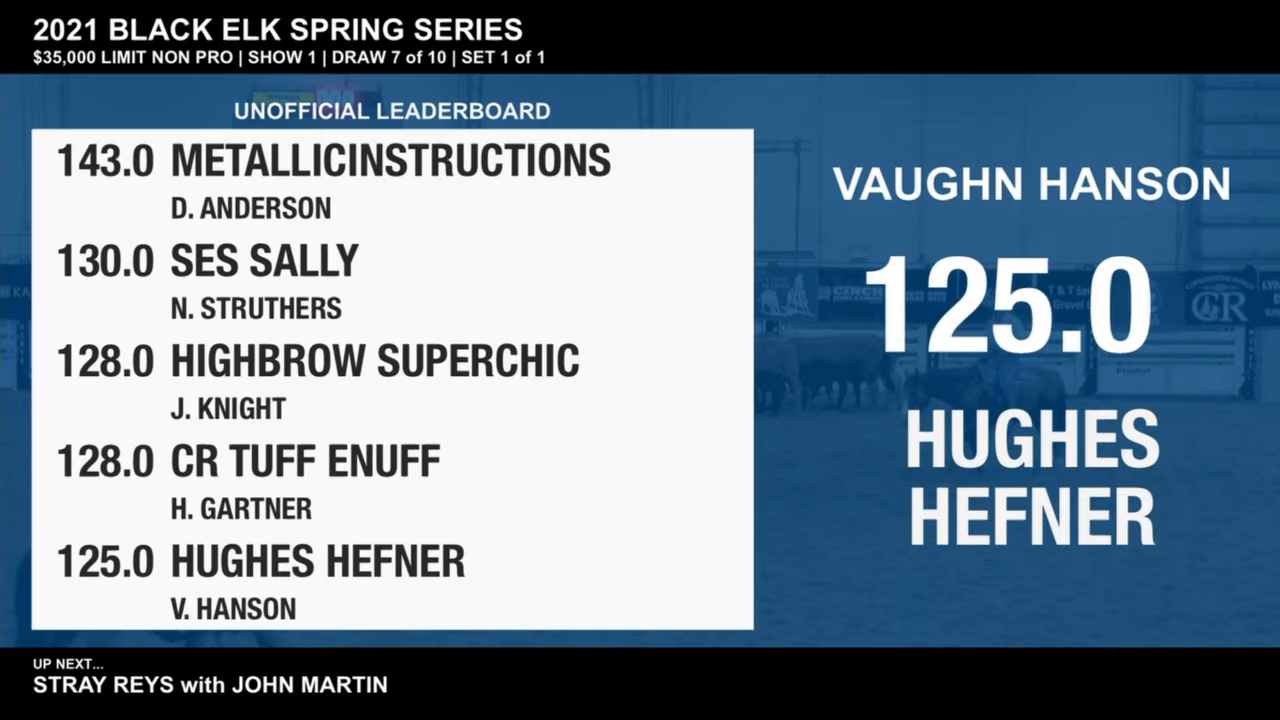 2021 BLACK ELK SPRING SERIES
$35,000 LIMIT NON PRO | SHOW 1 | DRAW 7 of 10 | SET 1 of 1
UNOFFICIAL LEADERBOARD
143.0 METALLICINSTRUCTIONS
D. ANDERSON
130.0 SES SALLY
N. STRUTHERS
128.0 HIGHBROW SUPERCHIC
J. KNIGHT
128.0 CR TUFF ENUFF
H. GARTNER
125.0 HUGHES HEFNER
V. HANSON
VAUGHN HANSON
125.0
HUGHES
HEFNER
CINCH
T & T
Gravel
CR
UP NEXT...
STRAY REYS with JOHN MARTIN